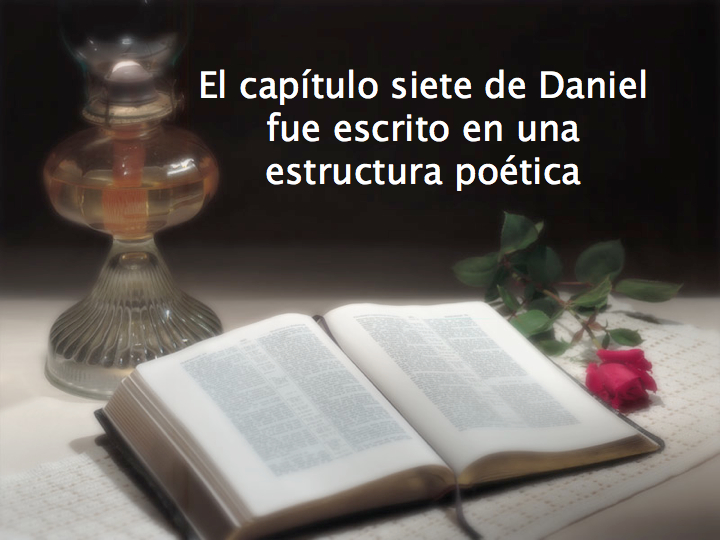 El capítulo siete de Daniel
fue escrito en una
estructura poética